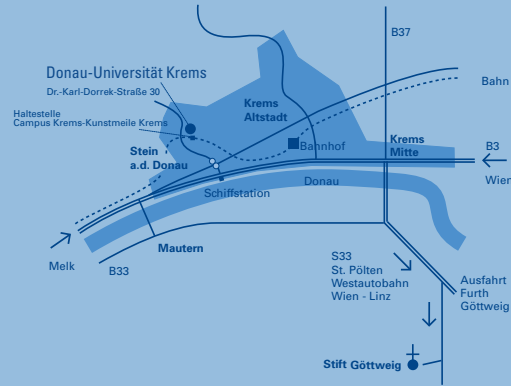 B37
Donau-Universität Krems
Dr.-Karl-Dorrek-Straße 30
Bahn
Krems
Altstadt
Haltestelle
Campus Krems-Kunstmeile Krems
Bahnhof
Krems
Mitte
B3
Stein
a.d. Donau
Wien
Donau
Schiffstation
Mautern
Melk
B33
S33
St. Pölten
Westautobahn
Wien - Linz
Ausfahrt
Furth
Göttweig
Stift Göttweig